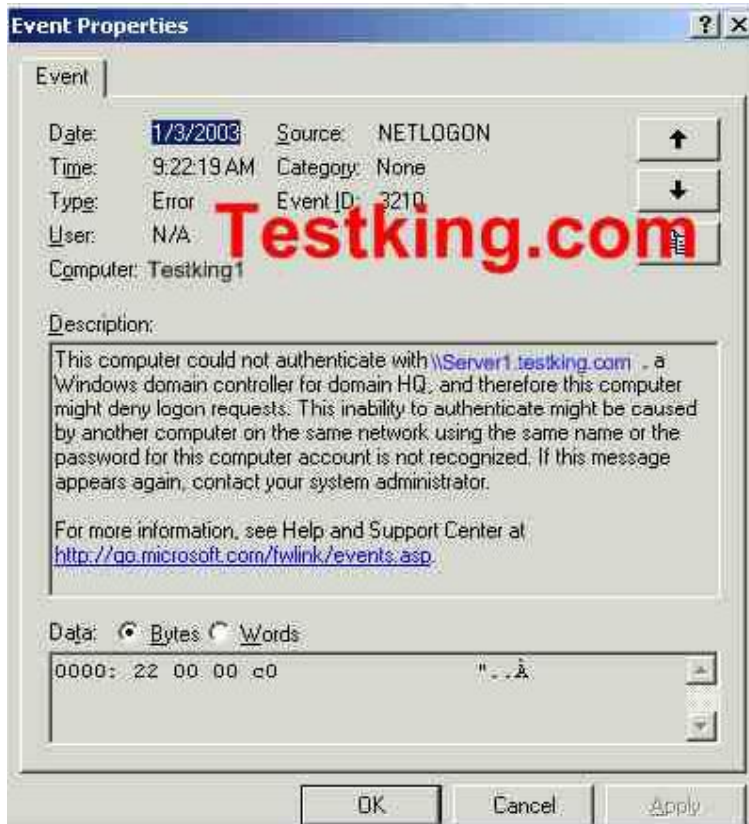 Event Properties
Event
Date: 1/3/2003 Source: NETLOGON
Time: 9:22:19 AM Category: None
Type: Error Event ID: 3210
User: N/A
Testking.com
Computer: Testking1
Description:
This computer could not authenticate with \\Server1.testking.com , a
Windows domain controller for domain HQ, and therefore this computer
might deny logon requests. This inability to authenticate might be caused
by another computer on the same network using the same name or the
password for this computer account is not recognized. If this message
appears again, contact your system administrator.
For more information, see Help and Support Center at
http://go.microsoft.com/fwlink/events.asp.
Data: Bytes Words
0000: 22 00 00 c0 "..À
OK Cancel Apply